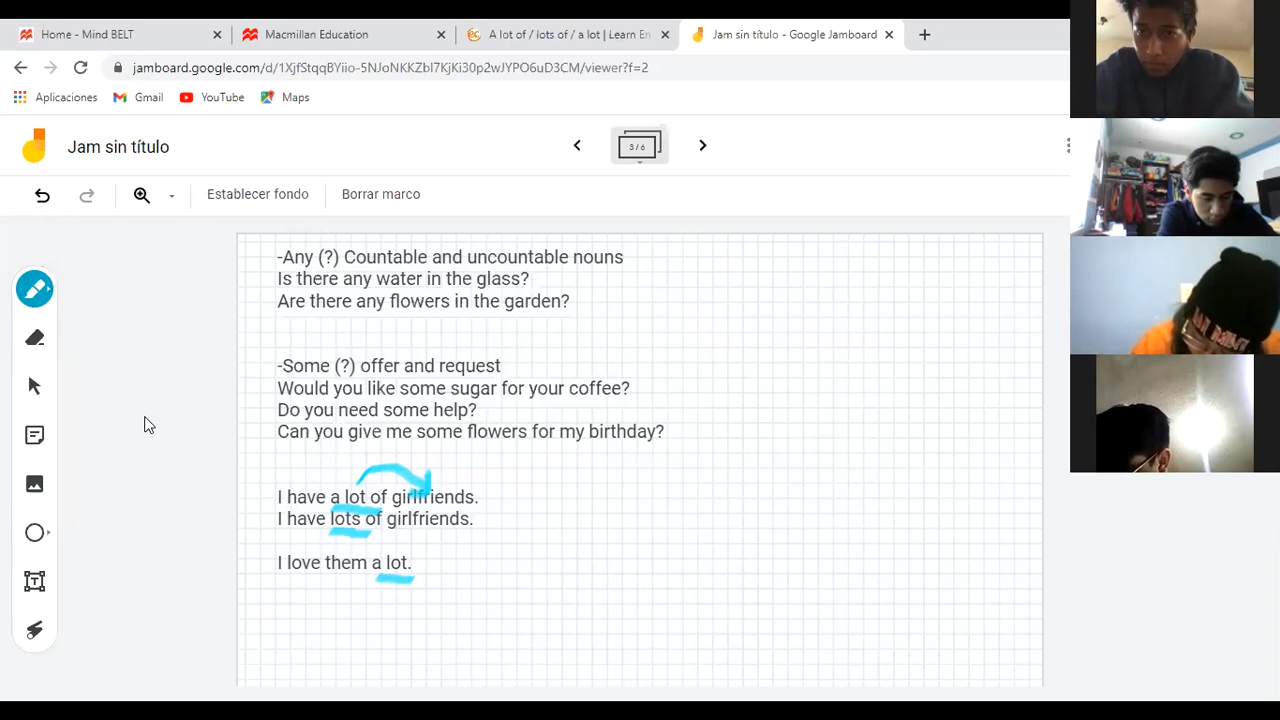 Home - Mind BELT
Macmillan Education
A lot of / lots of / a lot | Learn En
Jam sin título - Google Jamboard
jamboard.google.com/d/1XjfStqqBYiio-5NJoNKKZbl7KjKi30p2wJYPO6uD3CM/viewer?f=2
Aplicaciones
Gmail
YouTube
Maps
Jam sin título
3 / 6
Establecer fondo
Borrar marco
-Any (?) Countable and uncountable nouns
Is there any water in the glass?
Are there any flowers in the garden?
-Some (?) offer and request
Would you like some sugar for your coffee?
Do you need some help?
Can you give me some flowers for my birthday?
I have a lot of girlfriends.
I have lots of girlfriends.
I love them a lot.